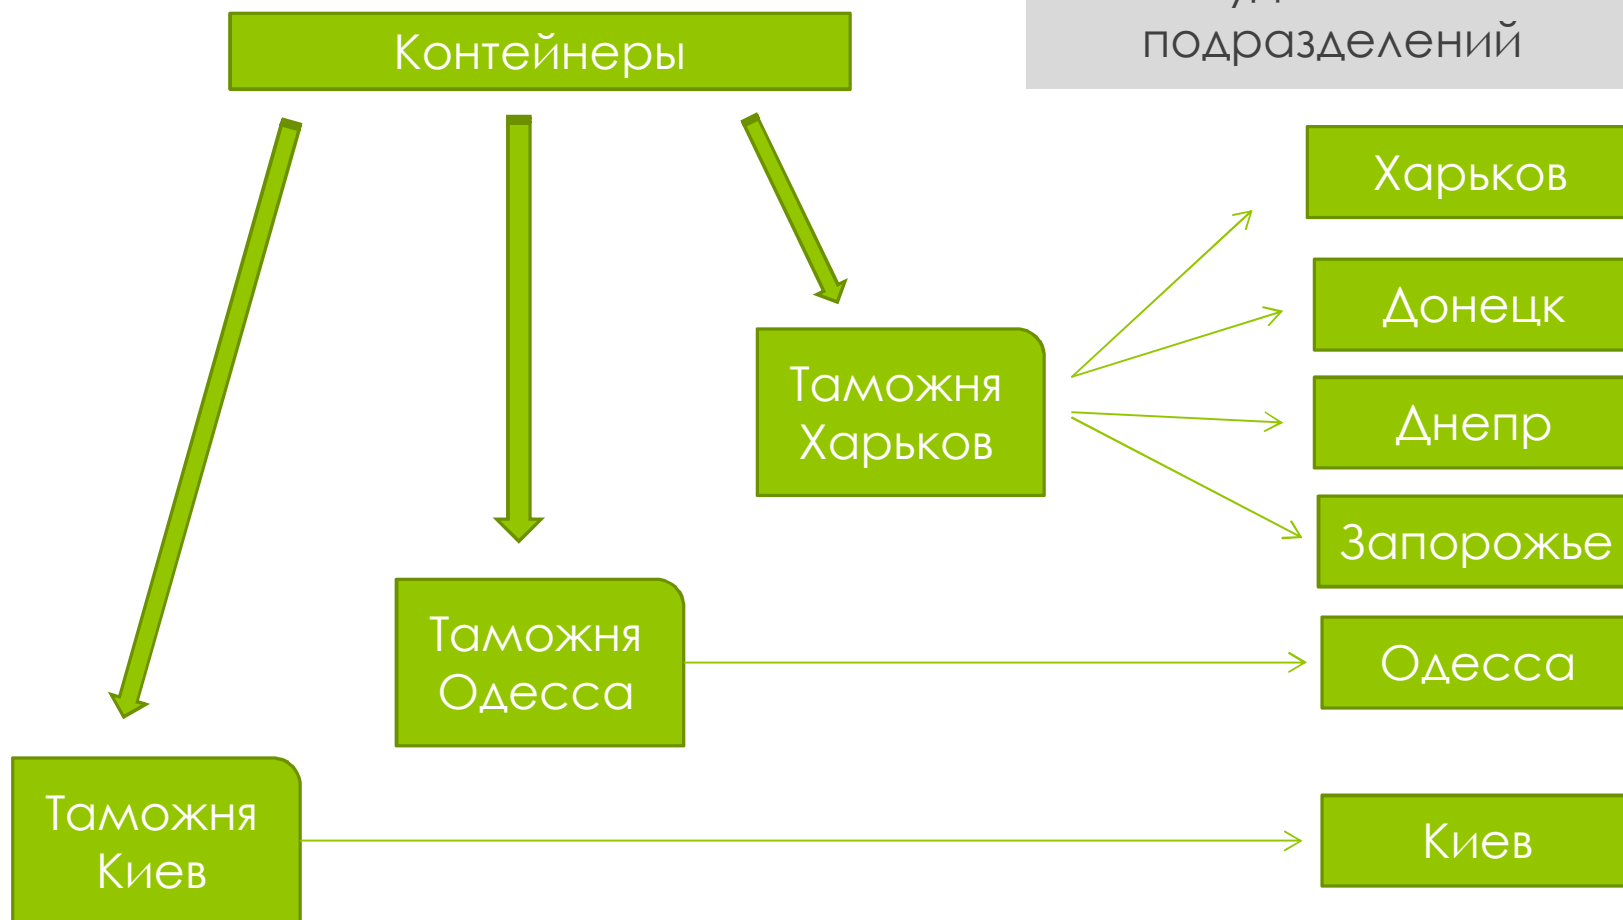 Контейнеры
подразделений
Харьков
Донецк
Таможня
Харьков
Днепр
Запорожье
Таможня
Одесса
Одесса
Таможня
Киев
Киев